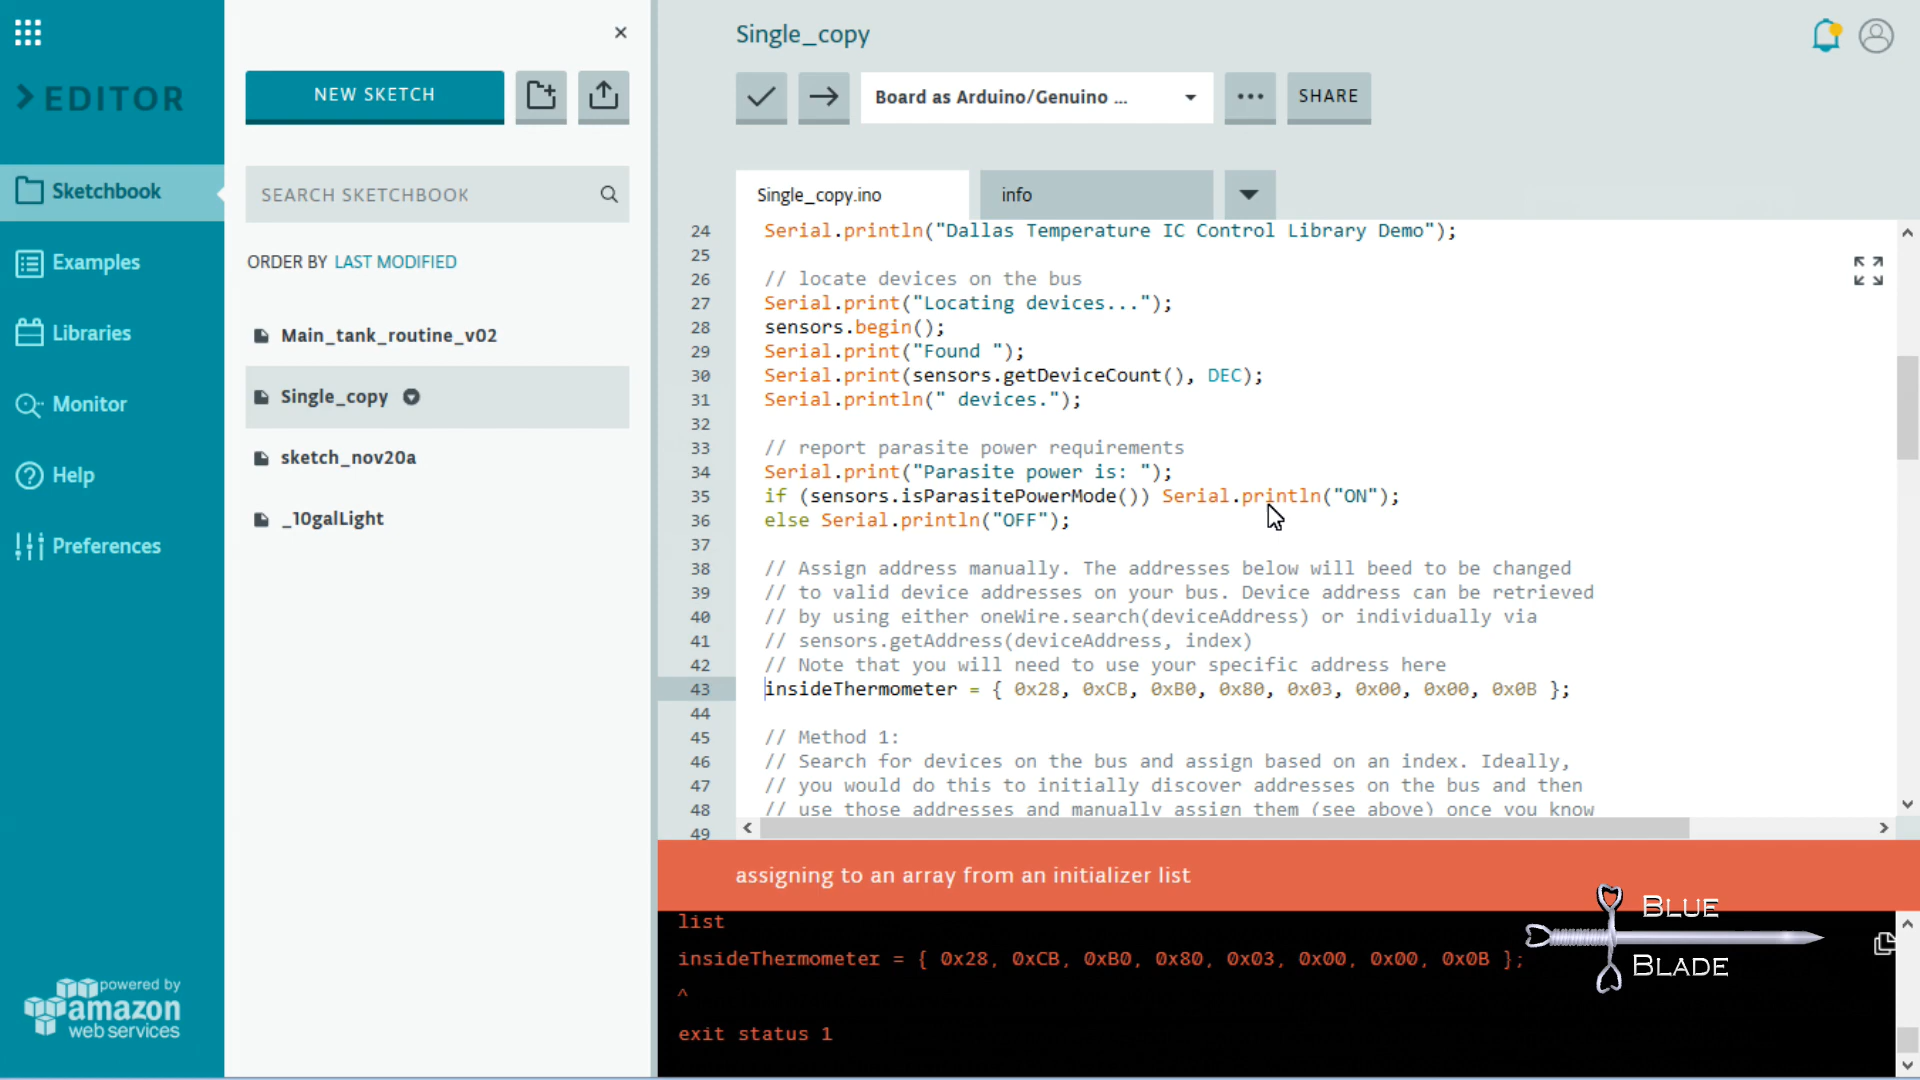 EDITOR
Sketchbook
Examples
Libraries
Monitor
Help
Preferences
powered by
amazon
web services
NEW SKETCH
SEARCH SKETCHBOOK
ORDER BY LAST MODIFIED
Main_tank_routine_v02
Single_copy
sketch_nov20a
_10galLight
Single_copy
Board as Arduino/Genuino ...
SHARE
Single_copy.ino
info
24 Serial.println("Dallas Temperature IC Control Library Demo");
25
26 // locate devices on the bus
27 Serial.print("Locating devices...");
28 sensors.begin();
29 Serial.print("Found ");
30 Serial.print(sensors.getDeviceCount(), DEC);
31 Serial.println(" devices.");
32
33 // report parasite power requirements
34 Serial.print("Parasite power is: ");
35 if (sensors.isParasitePowerMode()) Serial.println("ON");
36 else Serial.println("OFF");
37
38 // Assign address manually. The addresses below will beed to be changed
39 // to valid device addresses on your bus. Device address can be retrieved
40 // by using either oneWire.search(deviceAddress) or individually via
41 // sensors.getAddress(deviceAddress, index)
42 // Note that you will need to use your specific address here
43 insideThermometer = { 0x28, 0xCB, 0xB0, 0x80, 0x03, 0x00, 0x00, 0x0B };
44
45 // Method 1:
46 // Search for devices on the bus and assign based on an index. Ideally,
47 // you would do this to initially discover addresses on the bus and then
48 // use those addresses and manually assign them (see above) once you know
49
assigning to an array from an initializer list
list
insideThermometer = { 0x28, 0xCB, 0xB0, 0x80, 0x03, 0x00, 0x00, 0x0B };
^
exit status 1
BLUE
BLADE